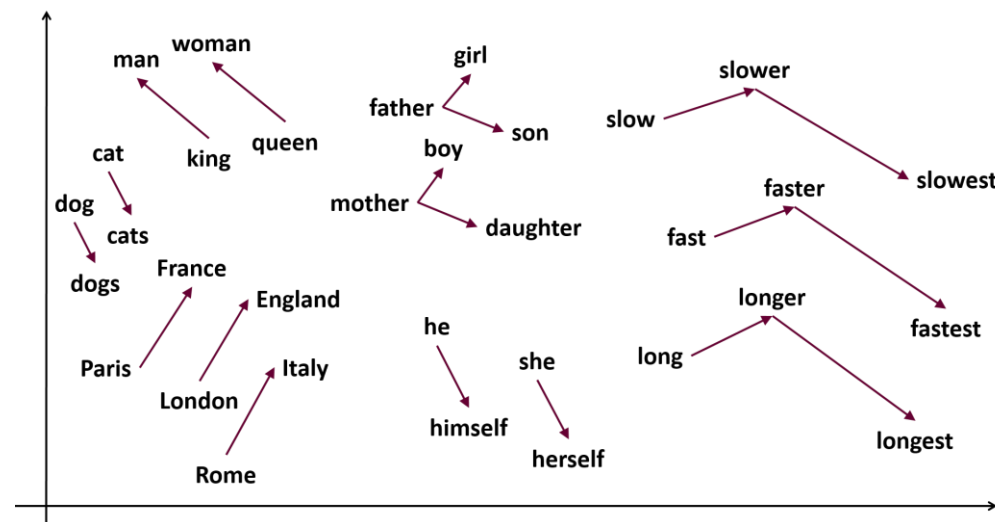 man
woman
king
queen
cat
cats
dog
dogs
France
Paris
England
London
Italy
Rome
girl
father
son
boy
mother
daughter
he
himself
she
herself
slower
slow
slowest
faster
fast
fastest
longer
long
longest